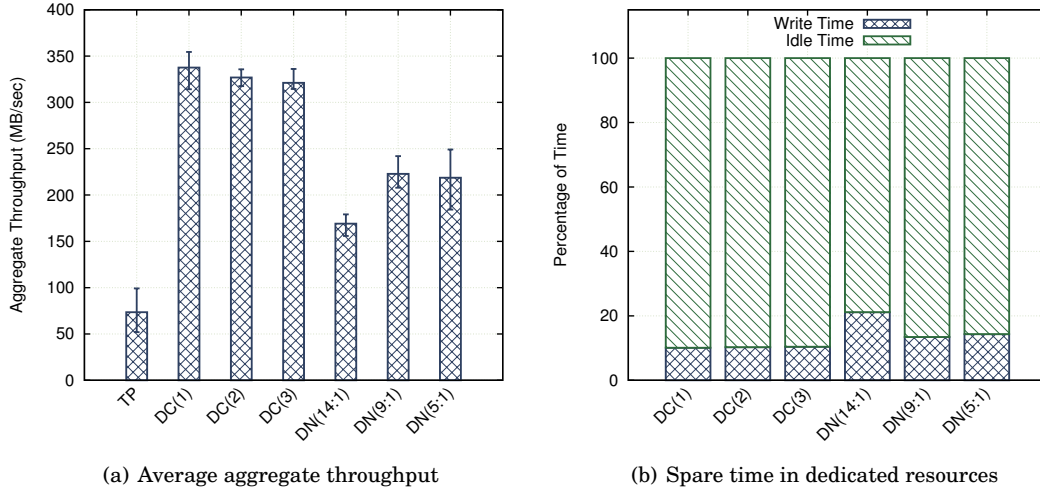 400
350
300
250
200
150
100
50
0
Aggregate Throughput (MB/sec)
TP
DC(1)
DC(2)
DC(3)
DN(14:1)
DN(9:1)
DN(5:1)
(a) Average aggregate throughput
Write Time
Idle Time
100
80
60
40
20
0
Percentage of Time
DC(1)
DC(2)
DC(3)
DN(14:1)
DN(9:1)
DN(5:1)
(b) Spare time in dedicated resources